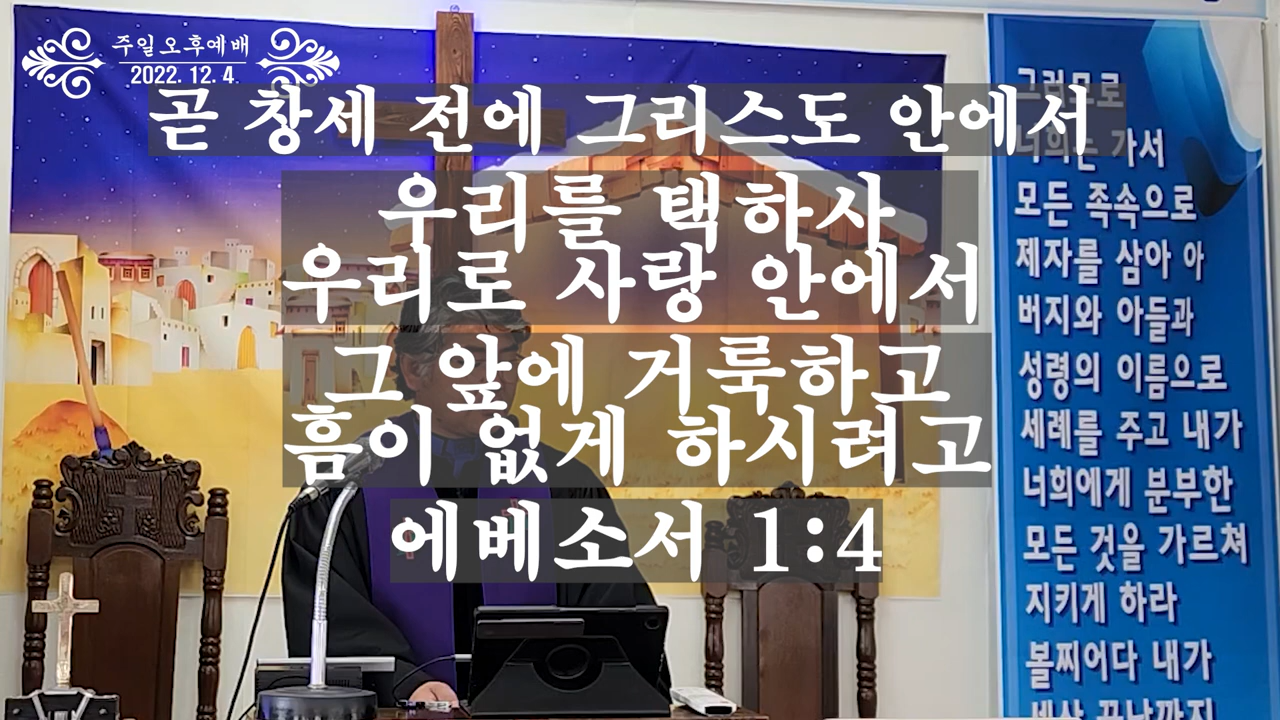 주일오후예배
2022. 12. 4.
곧 창세 전에 그리스도 안에서
우리를 택하사
우리로 사랑 안에서
그 앞에 거룩하고
흠이 없게 하시려고
에베소서 1:4
그러므로
너희는 가서
모든 족속으로
제자를 삼아 아
버지와 아들과
성령의 이름으로
세례를 주고 내가
너희에게 분부한
모든 것을 가르쳐
지키게 하라
볼찌어다 내가
세상 끝날까지